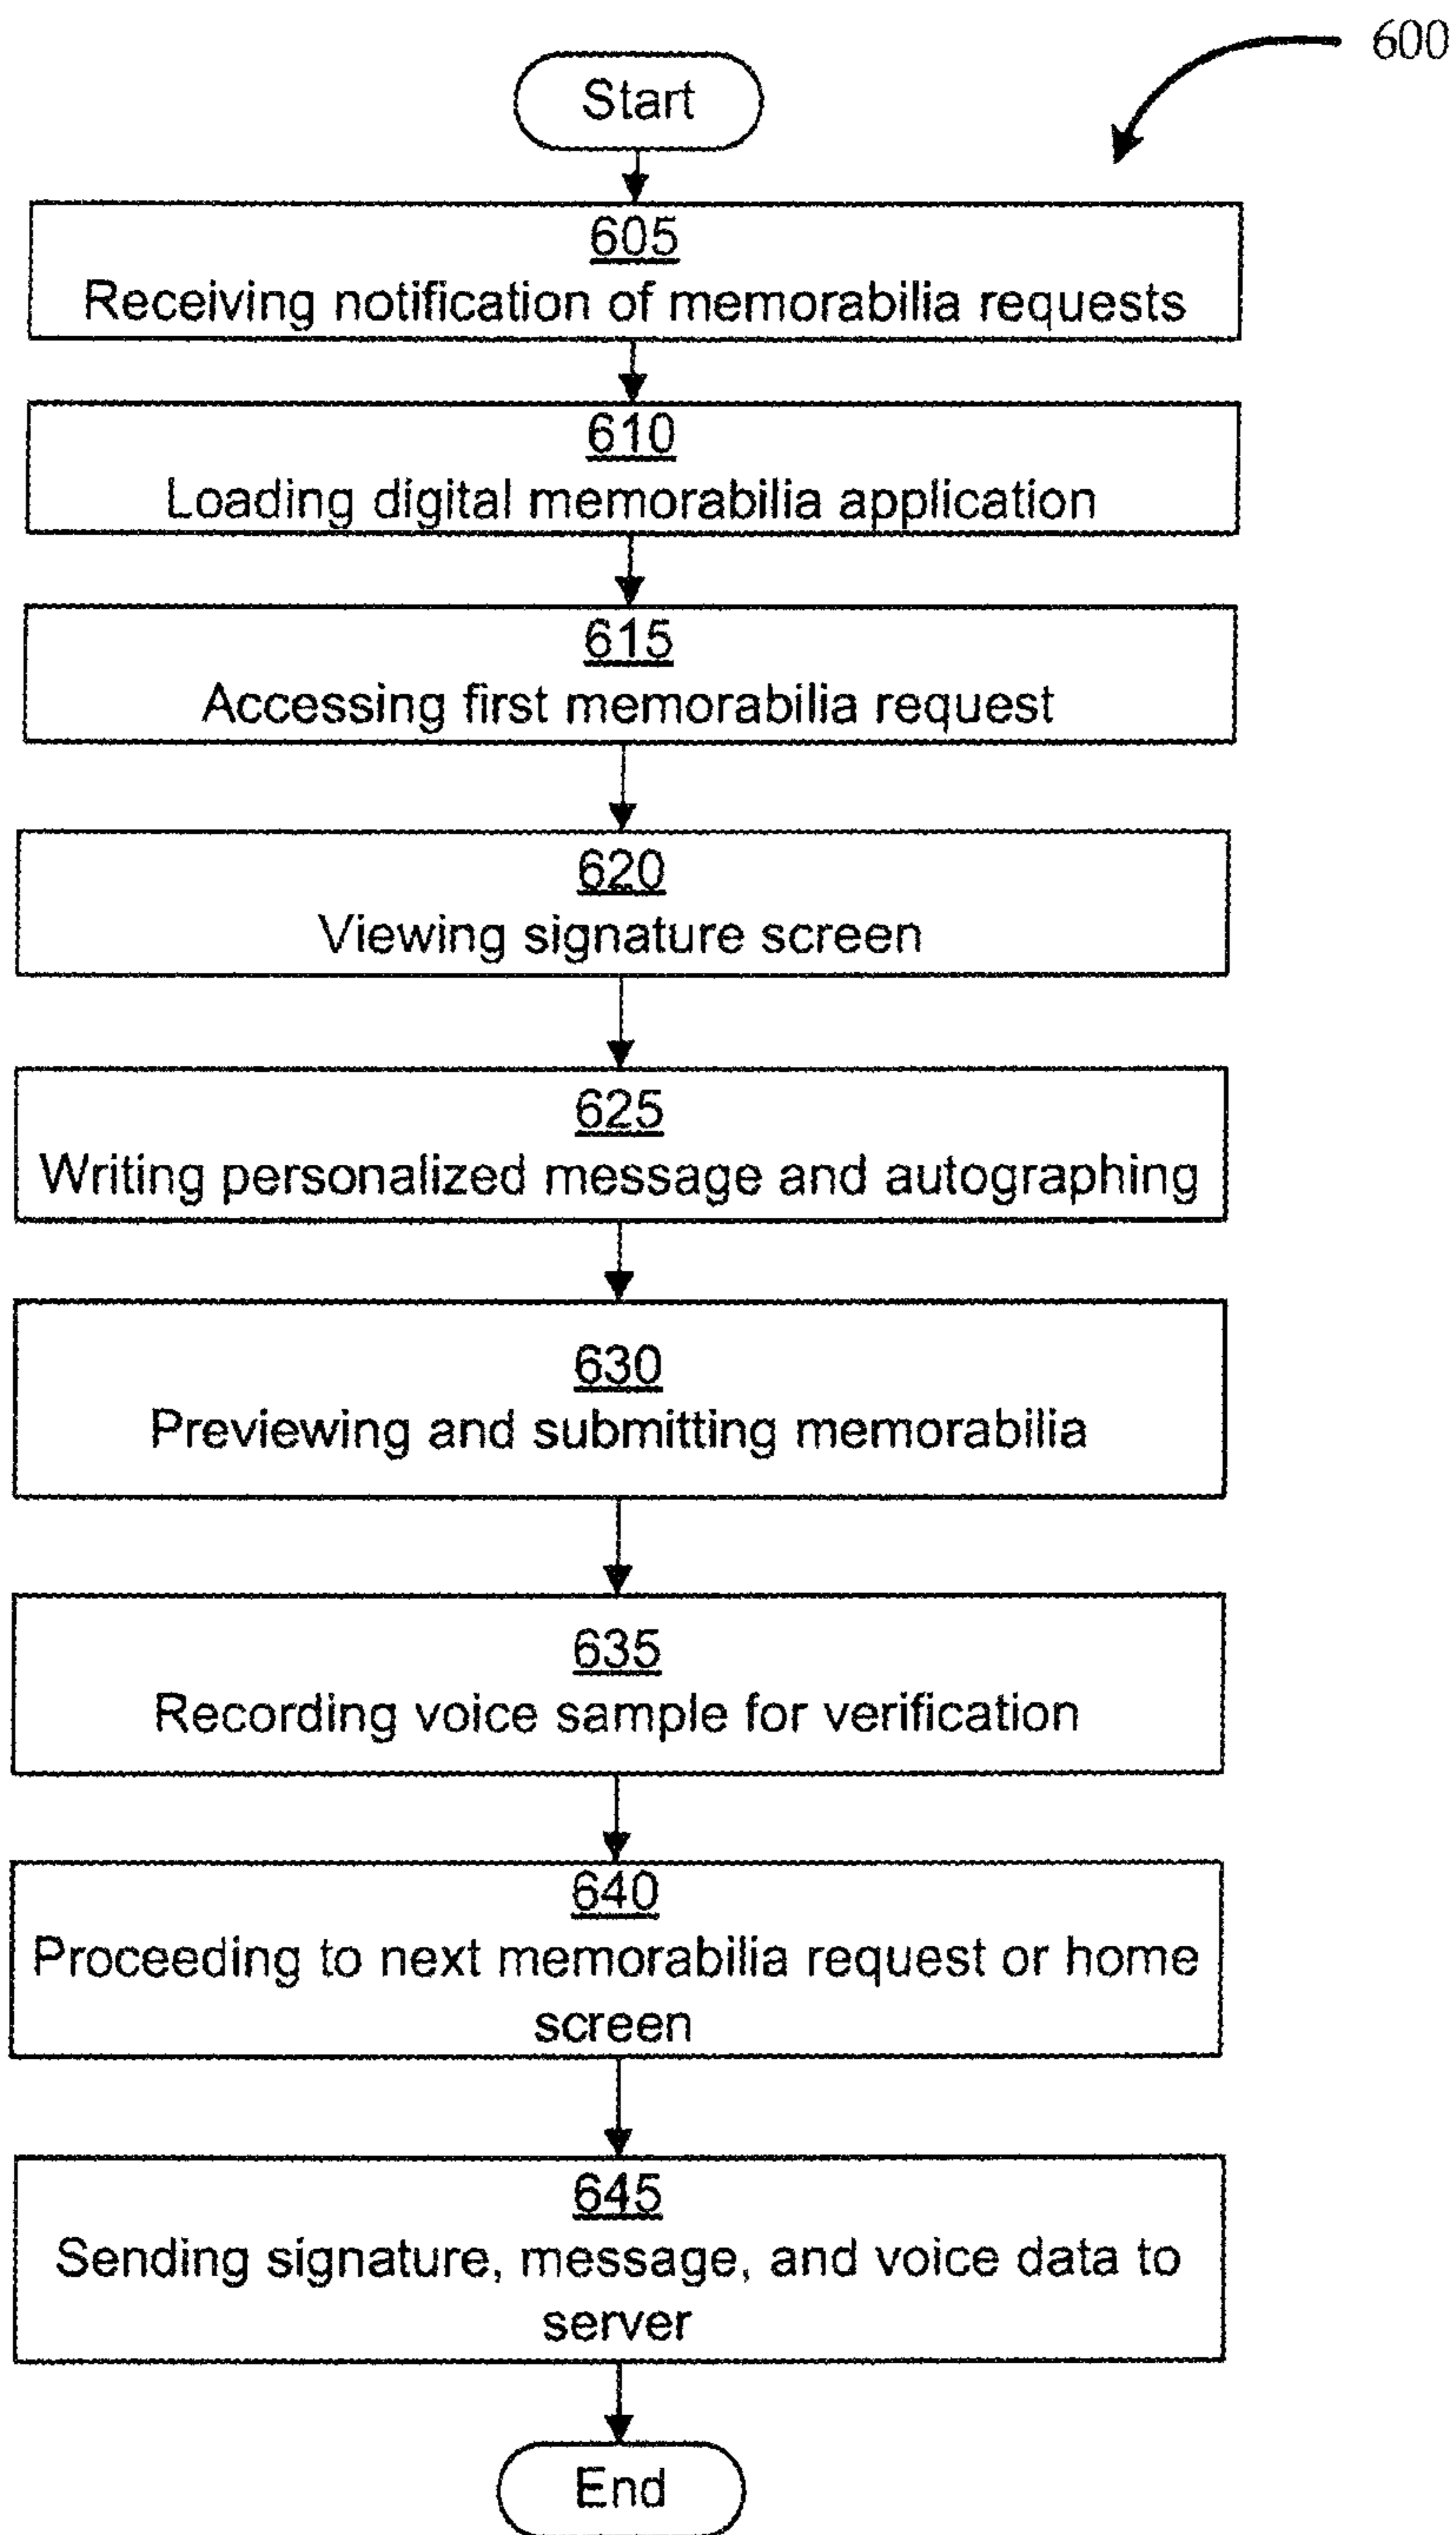 600
Start
605
Receiving notification of memorabilia requests
610
Loading digital memorabilia application
615
Accessing first memorabilia request
620
Viewing signature screen
625
Writing personalized message and autographing
630
Previewing and submitting memorabilia
635
Recording voice sample for verification
640
Proceeding to next memorabilia request or home
screen
645
Sending signature, message, and voice data to
server
End